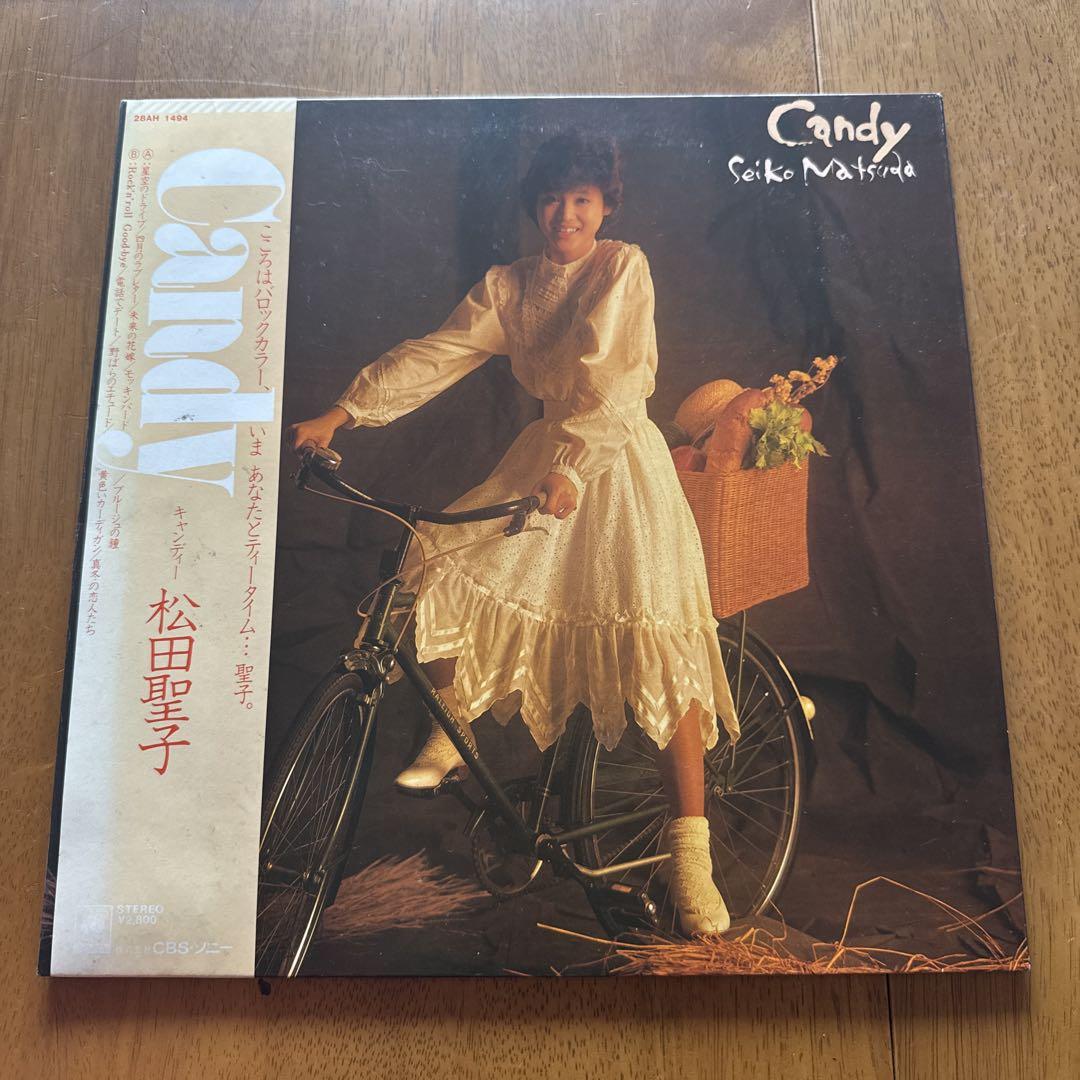 28AH 1494
Candy
Seiko Matsuda
Candy
こころはバロックカラー、
いま あなたとティータイム… 聖子。
キャンディー
松田聖子
Ⓐ:星空のドライブ/四月のラブレター/未来の花嫁/モッキンバード/ブルージュの鐘
Ⓑ:Rock'n'roll Goodbye/電話でデート/野ばらのエチュード/黄色いカーディガン/真冬の恋人たち
STEREO
¥2,800
株式会社 CBS・ソニー